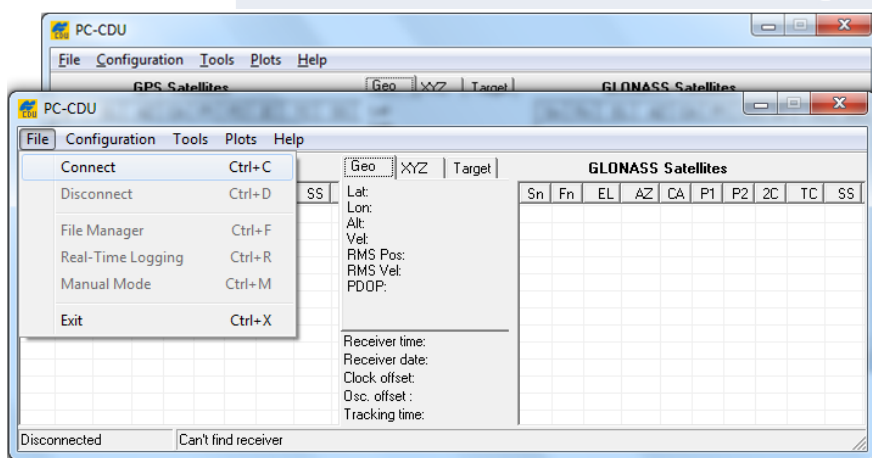 PC-CDU
File Configuration Tools Plots Help
GPS Satellites Geo XYZ Target GLONASS Satellites
PC-CDU
File Configuration Tools Plots Help
Connect Ctrl+C
Disconnect Ctrl+D
File Manager Ctrl+F
Real-Time Logging Ctrl+R
Manual Mode Ctrl+M
Exit Ctrl+X
SS
Geo XYZ Target
Lat:
Lon:
Alt:
Vel:
RMS Pos:
RMS Vel:
PDOP:
Receiver time:
Receiver date:
Clock offset:
Osc. offset :
Tracking time:
GLONASS Satellites
Sn Fn EL AZ CA P1 P2 2C TC SS
Disconnected Can't find receiver